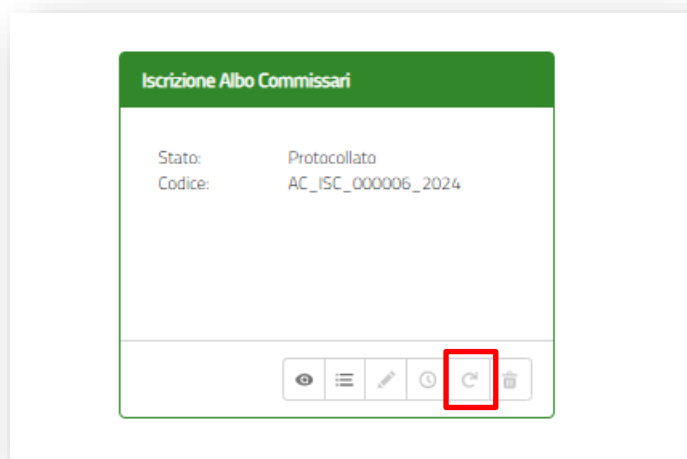 Iscrizione Albo Commissari
Stato: Protocollato
Codice: AC_ISC_000006_2024